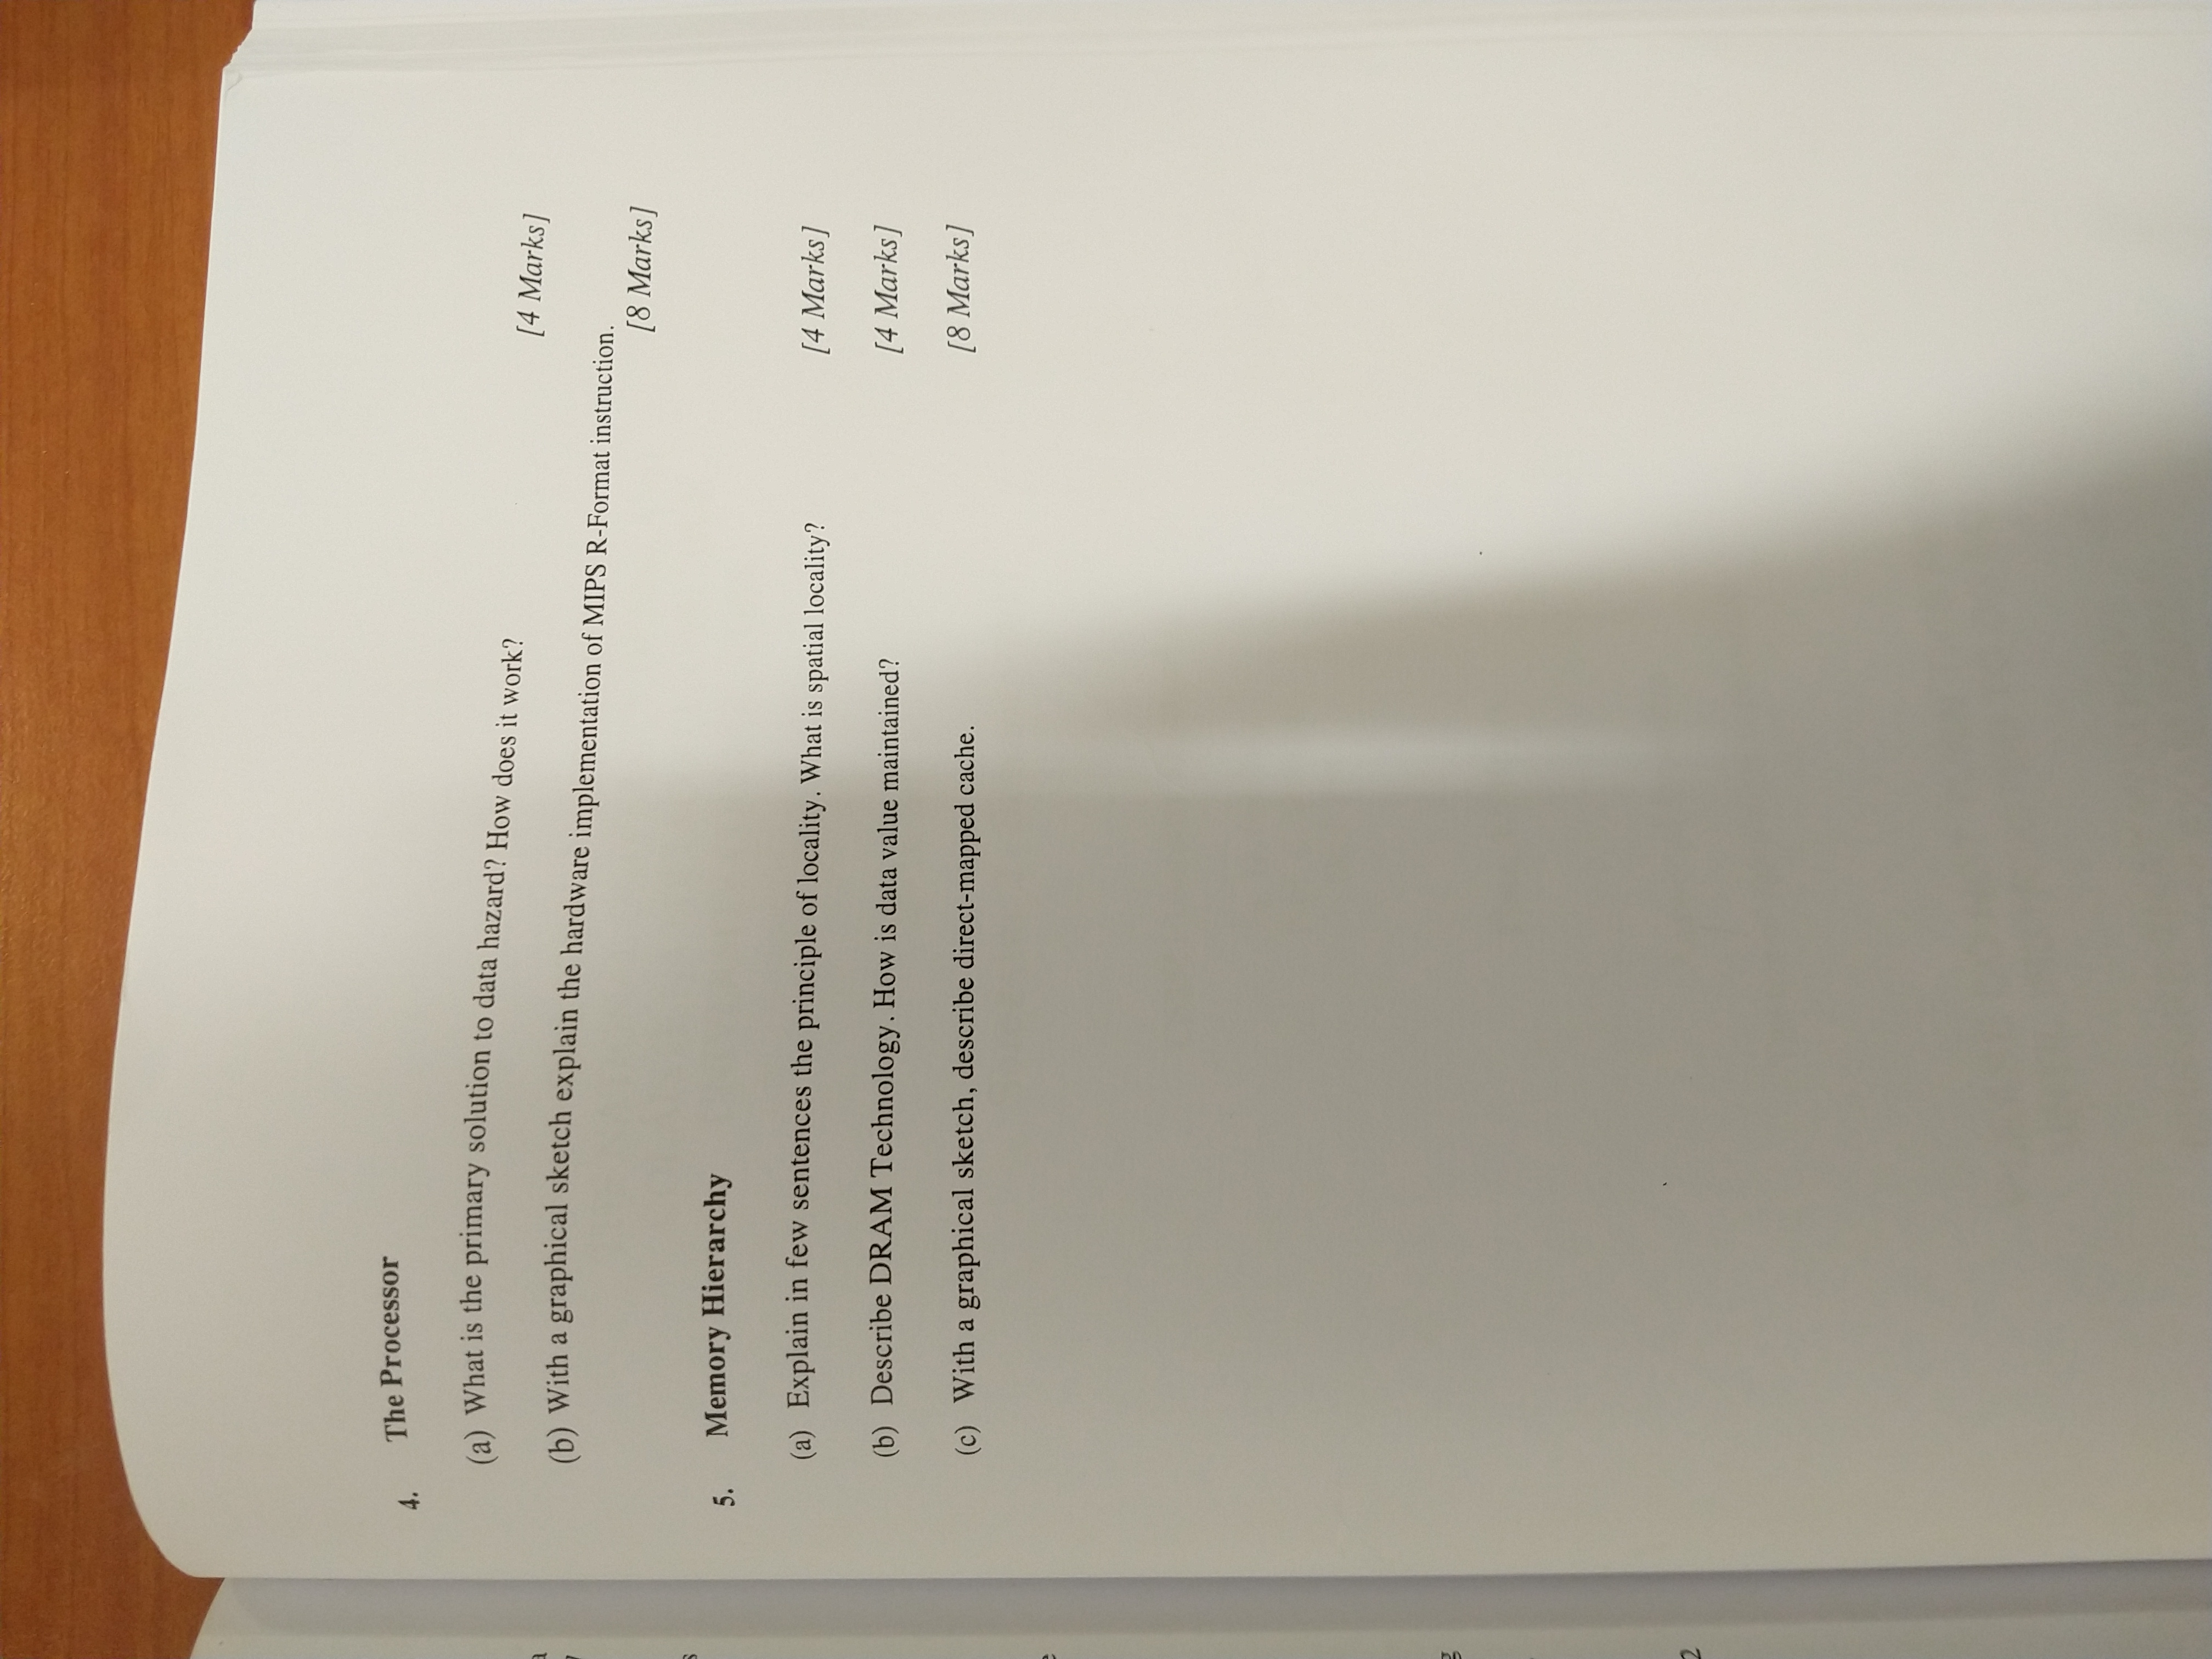 4. The Processor
(a) What is the primary solution to data hazard? How does it work?
[4 Marks]
(b) With a graphical sketch explain the hardware implementation of MIPS R-Format instruction.
[8 Marks]
5. Memory Hierarchy
(a) Explain in few sentences the principle of locality. What is spatial locality? [4 Marks]
(b) Describe DRAM Technology. How is data value maintained? [4 Marks]
(c) With a graphical sketch, describe direct-mapped cache. [8 Marks]